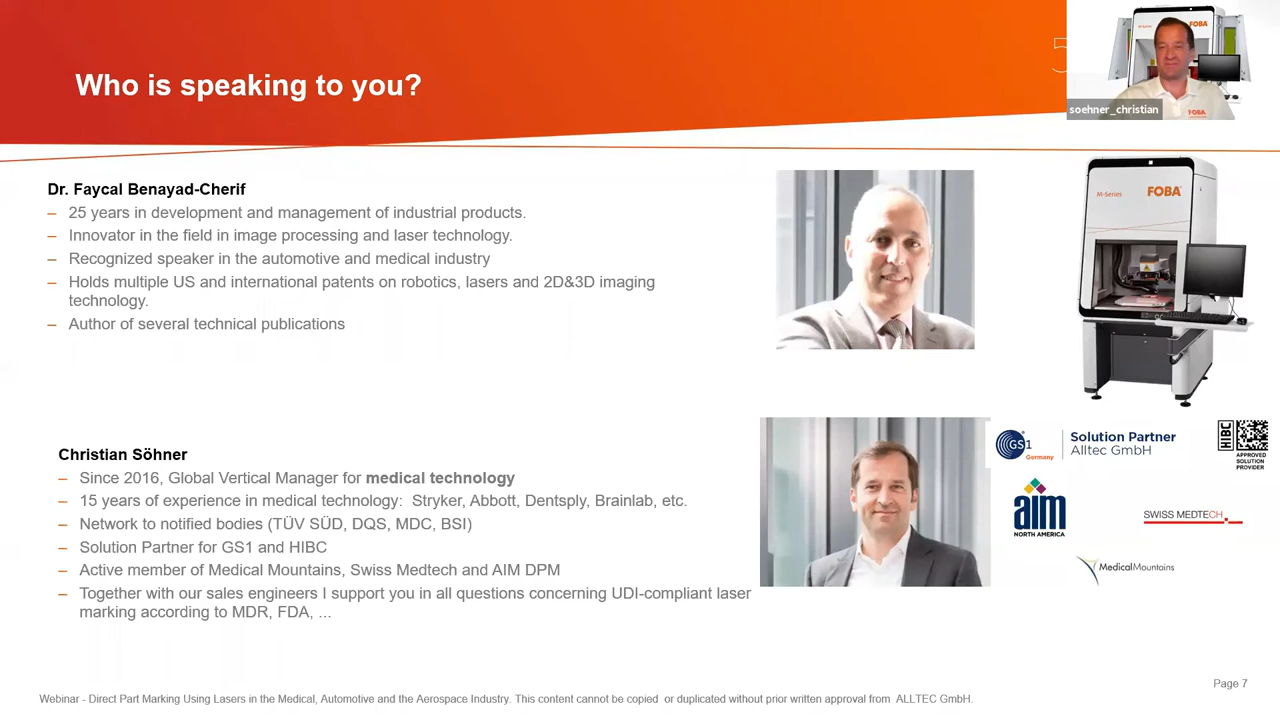 Who is speaking to you?
soehner_christian
FOBA
FOBA
Dr. Faycal Benayad-Cherif
– 25 years in development and management of industrial products.
– Innovator in the field in image processing and laser technology.
– Recognized speaker in the automotive and medical industry
– Holds multiple US and international patents on robotics, lasers and 2D&3D imaging
technology.
– Author of several technical publications
M-Series
FOBA
Christian Söhner
– Since 2016, Global Vertical Manager for medical technology
– 15 years of experience in medical technology: Stryker, Abbott, Dentsply, Brainlab, etc.
– Network to notified bodies (TÜV SÜD, DQS, MDC, BSI)
– Solution Partner for GS1 and HIBC
– Active member of Medical Mountains, Swiss Medtech and AIM DPM
– Together with our sales engineers I support you in all questions concerning UDI-compliant laser
marking according to MDR, FDA, ...
GS1
Germany
Solution Partner
Alltec GmbH
HIBC
APPROVED
SOLUTION
PROVIDER
aim
NORTH AMERICA
SWISS MEDTECH
MedicalMountains
Page 7
Webinar - Direct Part Marking Using Lasers in the Medical, Automotive and the Aerospace Industry. This content cannot be copied or duplicated without prior written approval from ALLTEC GmbH.